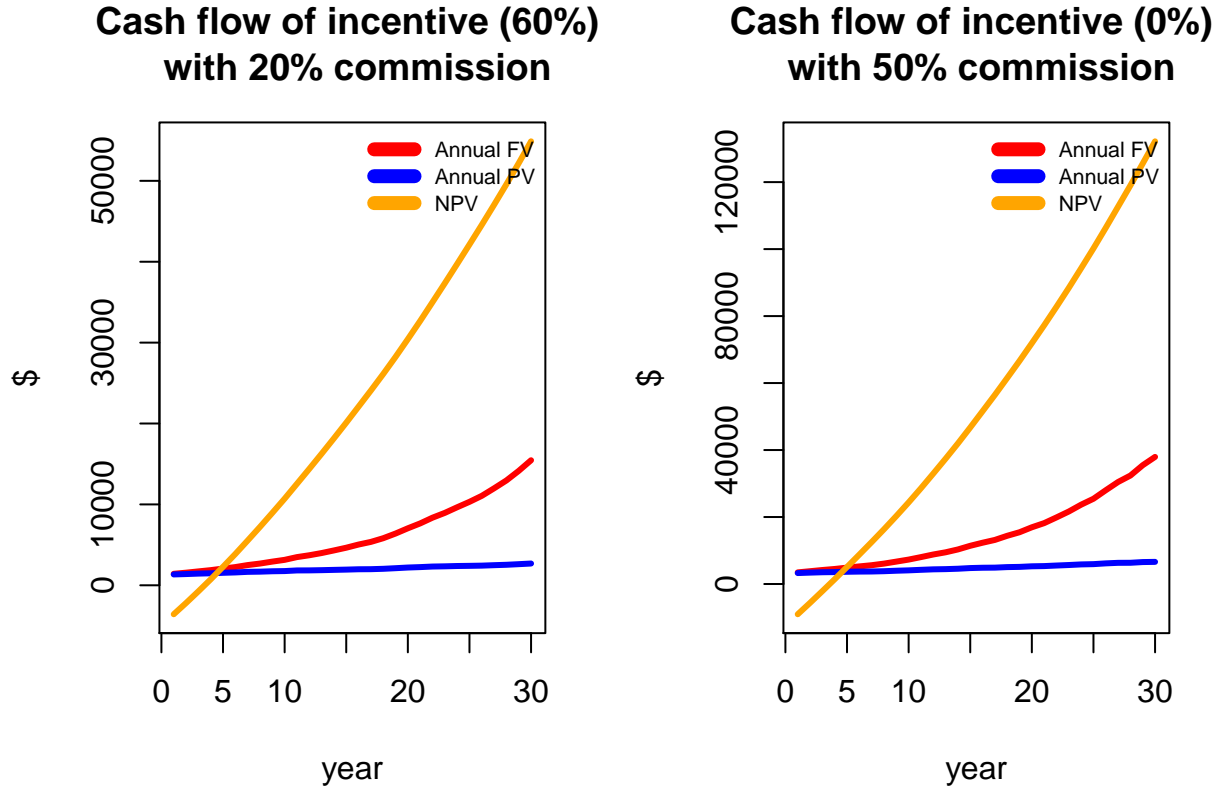 Cash flow of incentive (60%)
with 20% commission
$
50000
30000
10000
0
Annual FV
Annual PV
NPV
0 5 10 20 30
year
Cash flow of incentive (0%)
with 50% commission
$
120000
80000
40000
0
Annual FV
Annual PV
NPV
0 5 10 20 30
year